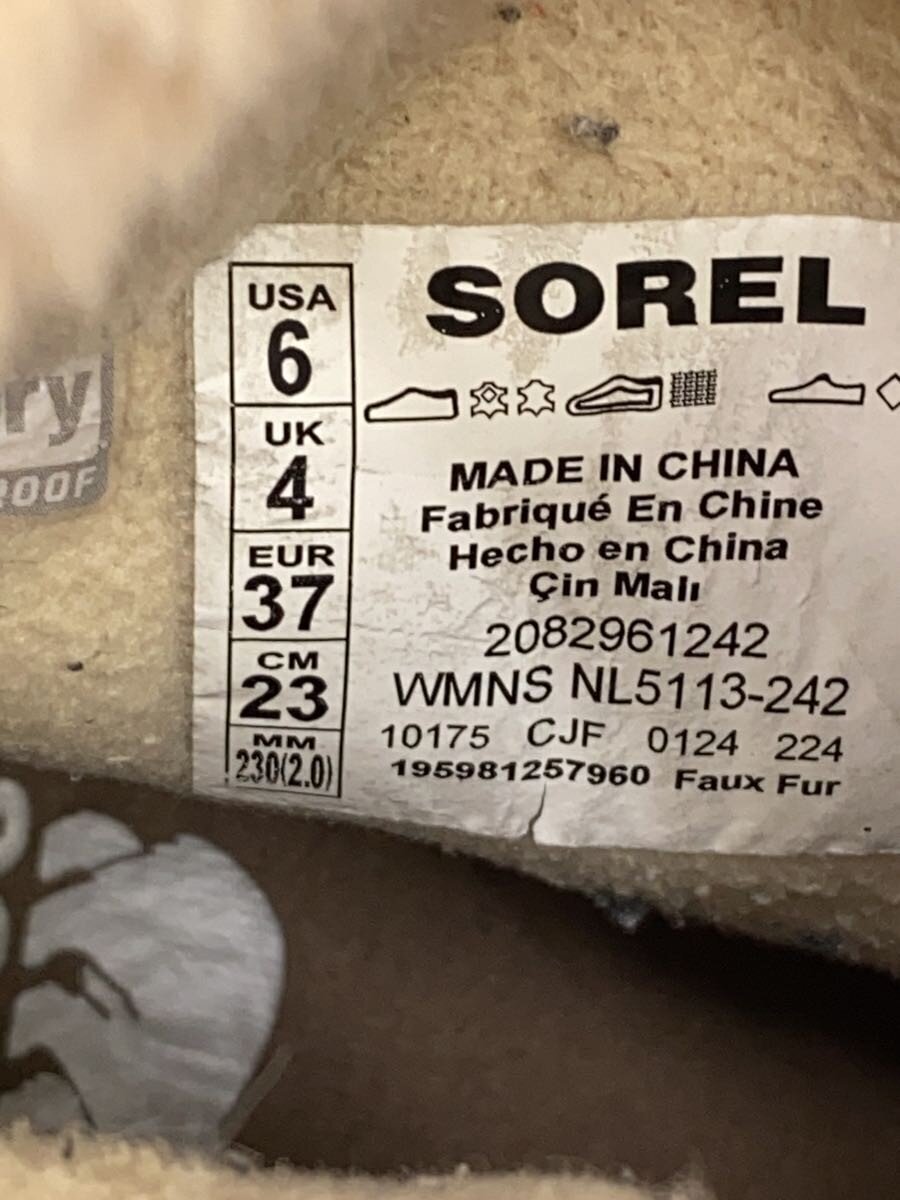 USA
6
UK
4
EUR
37
CM
23
MM
230(2.0)
SOREL
MADE IN CHINA
Fabriqué En Chine
Hecho en China
Çin Malı
2082961242
WMNS NL5113-242
10175 CJF 0124 224
195981257960 Faux Fur
ry
OOF